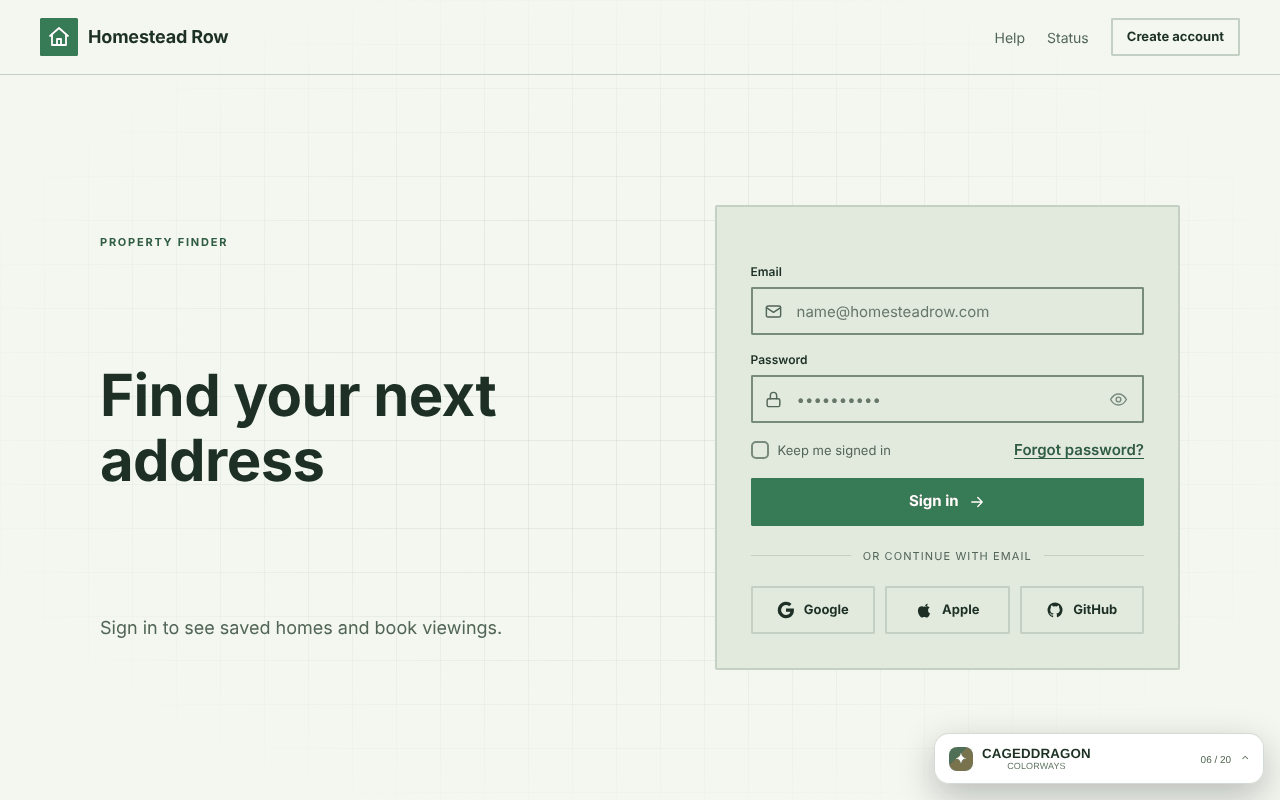 Homestead Row
Help
Status
Create account
PROPERTY FINDER
Find your next
address
Sign in to see saved homes and book viewings.
Email
name@homesteadrow.com
Password
••••••••••
Keep me signed in
Forgot password?
Sign in →
OR CONTINUE WITH EMAIL
Google
Apple
GitHub
CAGEDDRAGON
COLORWAYS
06 / 20